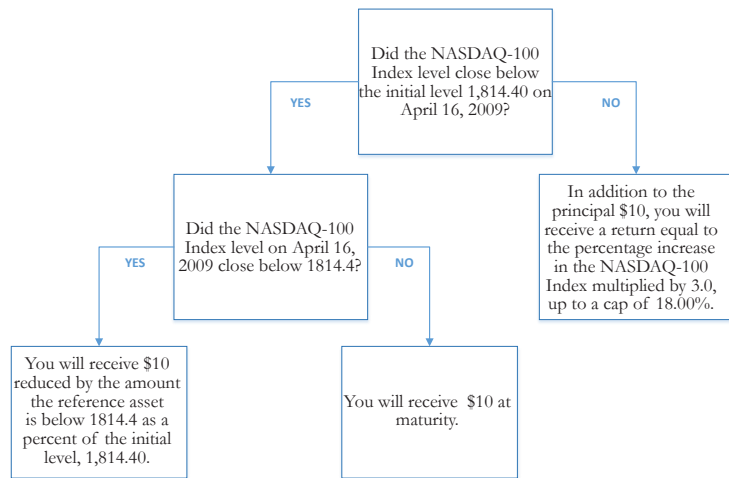 Did the NASDAQ-100
Index level close below
the initial level 1,814.40 on
April 16, 2009?
YES
NO
Did the NASDAQ-100
Index level on April 16,
2009 close below 1814.4?
In addition to the
principal $10, you will
receive a return equal to
the percentage increase
in the NASDAQ-100
Index multiplied by 3.0,
up to a cap of 18.00%.
YES
NO
You will receive $10
reduced by the amount
the reference asset
is below 1814.4 as a
percent of the initial
level, 1,814.40.
You will receive $10 at
maturity.